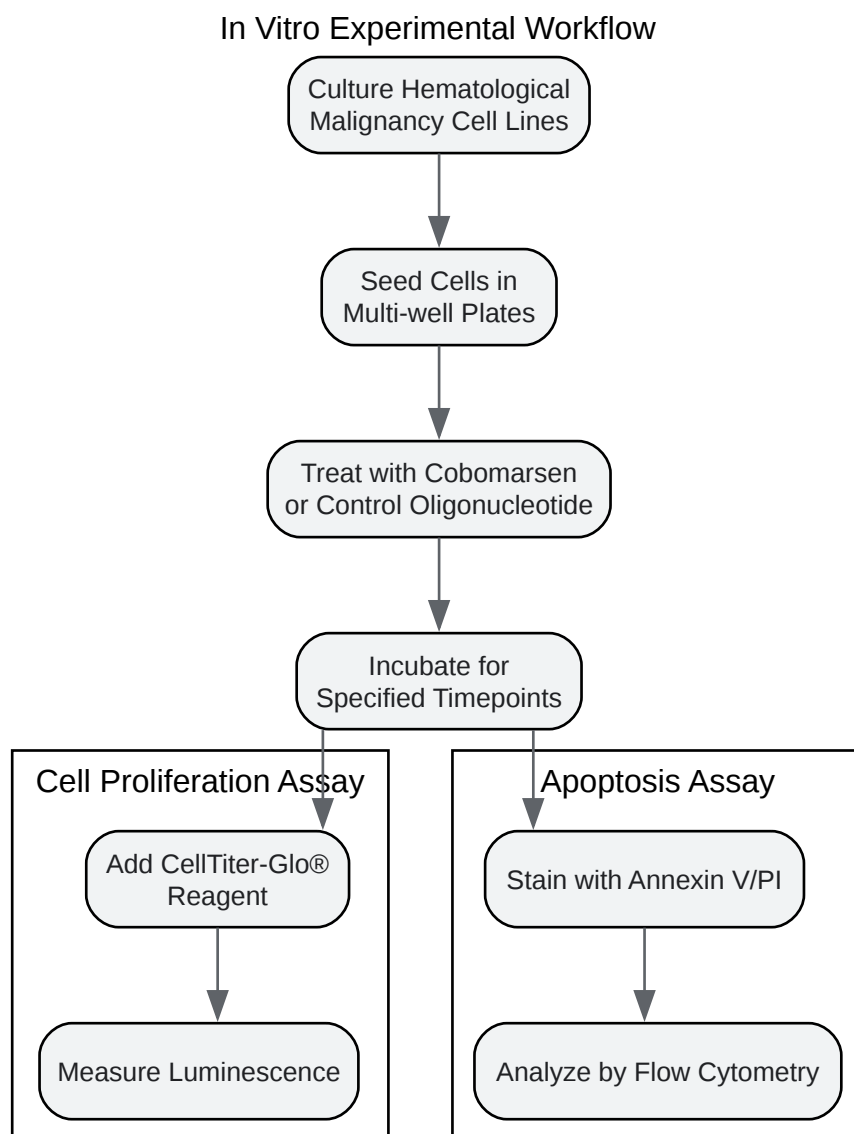 In Vitro Experimental Workflow
Culture Hematological
Malignancy Cell Lines
Seed Cells in
Multi-well Plates
Treat with Cobomarsen
or Control Oligonucleotide
Incubate for
Specified Timepoints
Cell Proliferation Assay
Add CellTiter-Glo®
Reagent
Measure Luminescence
Apoptosis Assay
Stain with Annexin V/PI
Analyze by Flow Cytometry